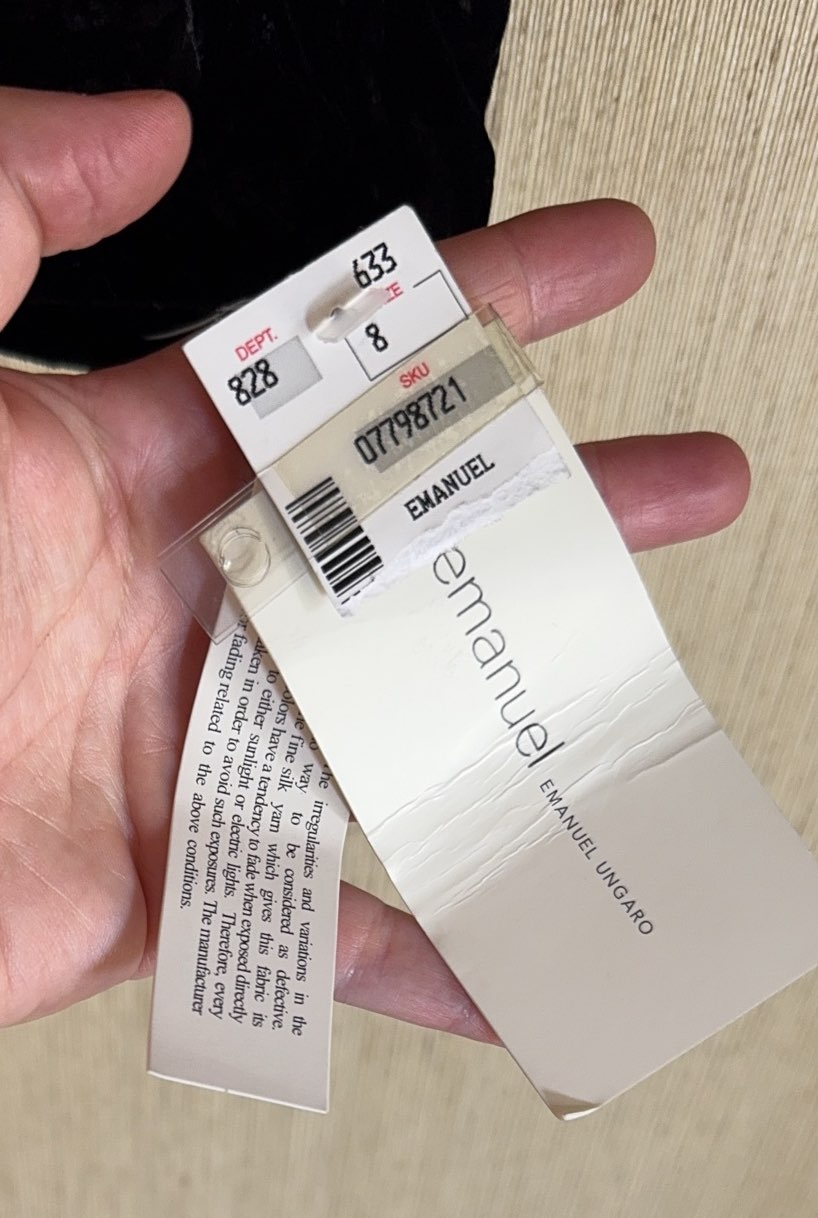 633
ZE
DEPT.
8
828
SKU
07798721
EMANUEL
emanuel
EMANUEL UNGARO
the irregularities and variations in the
way to be considered as defective.
fine silk yarn which gives this fabric its
colors have a tendency to fade when exposed directly
to either sunlight or electric lights. Therefore, every
aken in order to avoid such exposures. The manufacturer
r fading related to the above conditions.